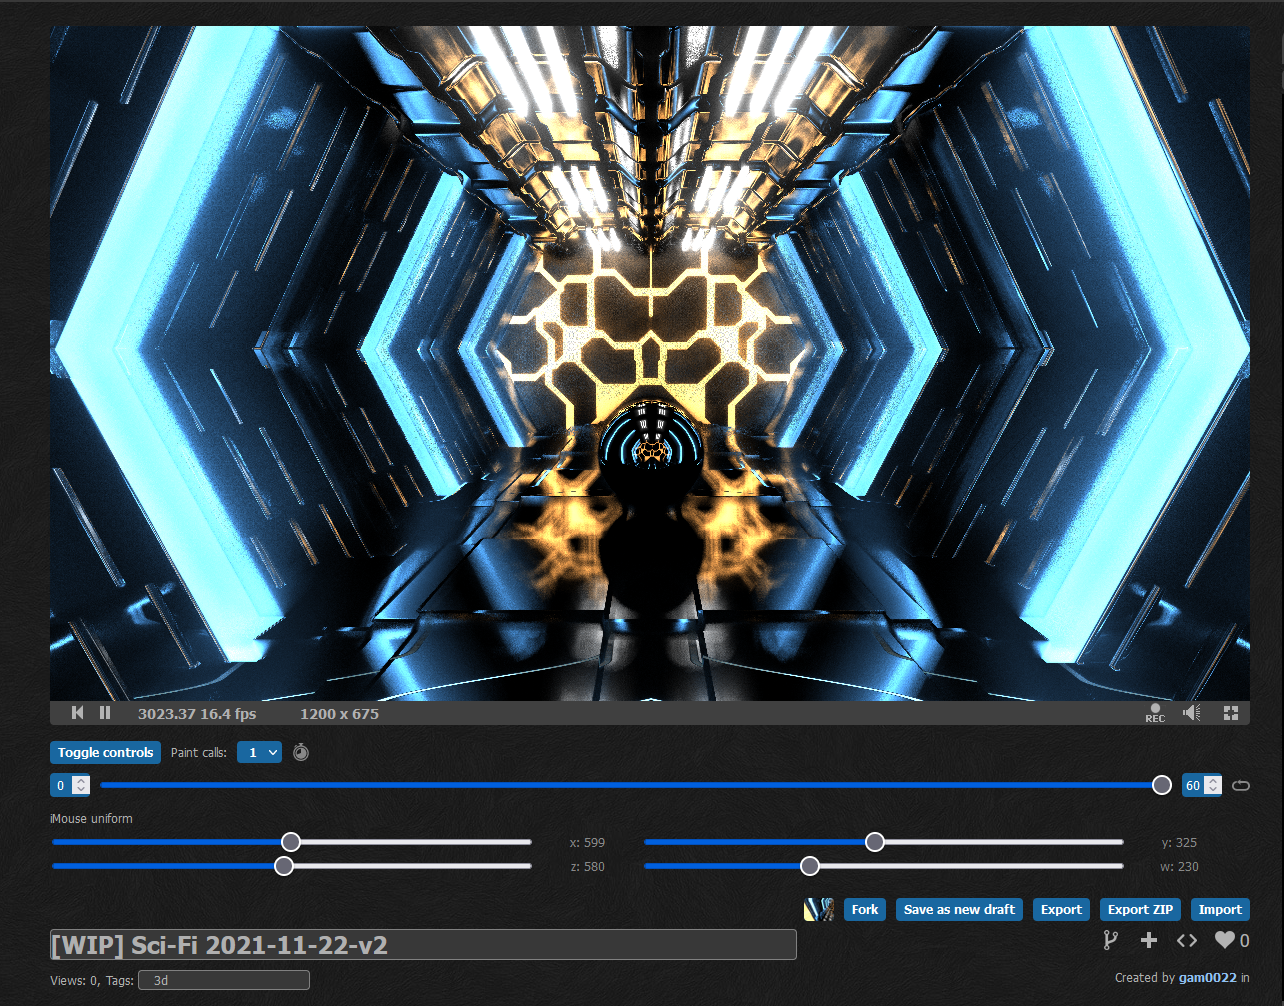 3023.37 16.4 fps 1200 x 675 REC
Toggle controls Paint calls: 1
0 60
iMouse uniform
x: 599 y: 325
z: 580 w: 230
Fork Save as new draft Export Export ZIP Import
[WIP] Sci-Fi 2021-11-22-v2 0
Views: 0, Tags: 3d Created by gam0022 in